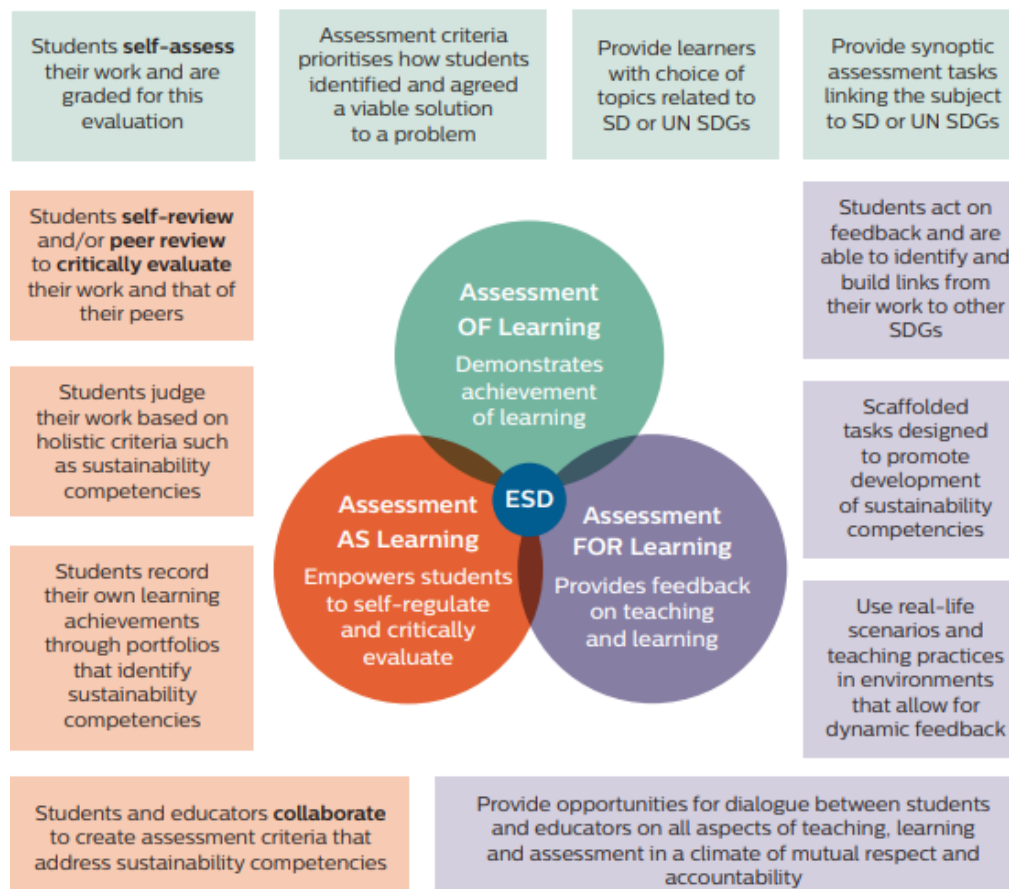 Students self-assess
their work and are
graded for this
evaluation
Assessment criteria
prioritises how students
identified and agreed
a viable solution
to a problem
Provide learners
with choice of
topics related to
SD or UN SDGs
Provide synoptic
assessment tasks
linking the subject
to SD or UN SDGs
Students self-review
and/or peer review
to critically evaluate
their work and that of
their peers
Students judge
their work based on
holistic criteria such
as sustainability
competencies
Students record
their own learning
achievements
through portfolios
that identify
sustainability
competencies
Assessment
OF Learning
Demonstrates
achievement
of learning
ESD
Assessment
AS Learning
Empowers students
to self-regulate
and critically
evaluate
Assessment
FOR Learning
Provides feedback
on teaching
and learning
Students act on
feedback and are
able to identify and
build links from
their work to other
SDGs
Scaffolded
tasks designed
to promote
development
of sustainability
competencies
Use real-life
scenarios and
teaching practices
in environments
that allow for
dynamic feedback
Students and educators collaborate
to create assessment criteria that
address sustainability competencies
Provide opportunities for dialogue between students
and educators on all aspects of teaching, learning
and assessment in a climate of mutual respect and
accountability